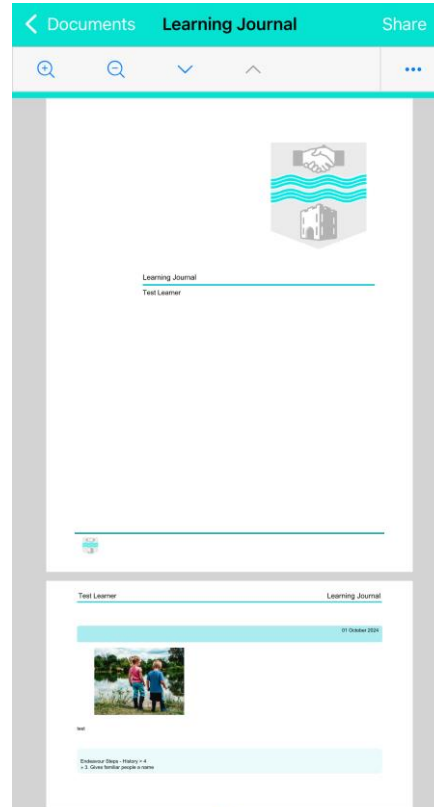 Documents Learning Journal Share
Learning Journal
Test Learner
Test Learner Learning Journal
01 October 2024
test
Endeavour Steps - History > 4
> 3. Gives familiar people a name